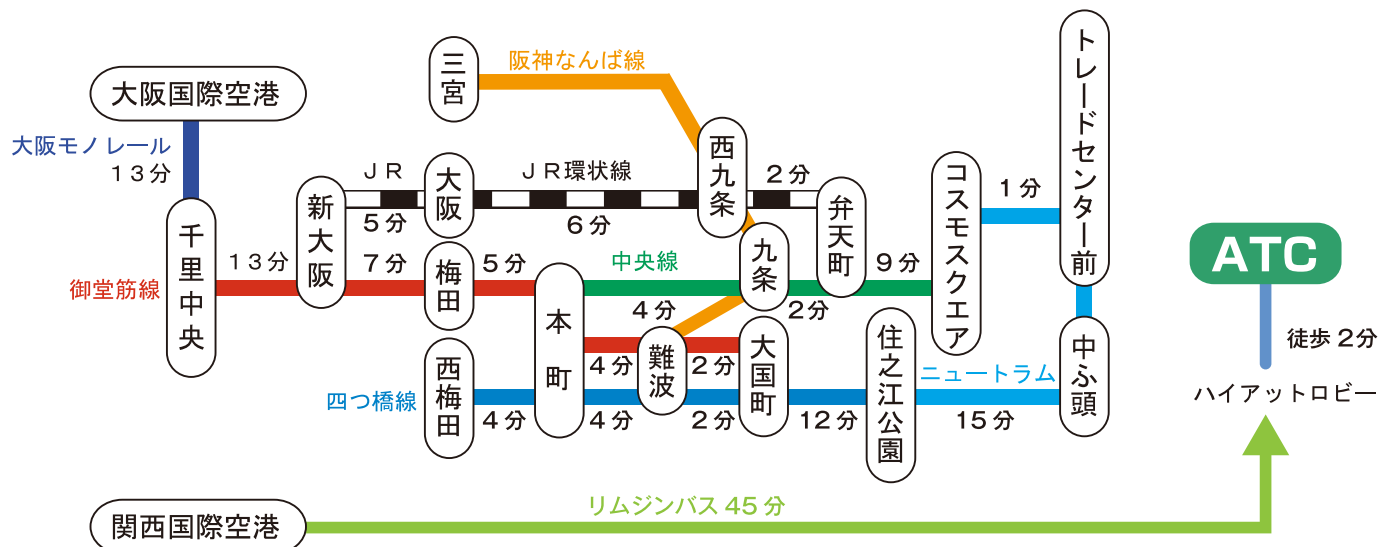 三宮
阪神なんば線
トレードセンター前
大阪国際空港
大阪モノレール
13分
西九条
JR
大阪
JR環状線
2分
コスモスクエア
1分
新大阪
5分
6分
弁天町
千里中央
ATC
13分
7分
梅田
5分
中央線
九条
9分
御堂筋線
本町
4分
2分
住之江公園
中ふ頭
徒歩2分
4分
難波
2分
大国町
西梅田
ニュートラム
ハイアットロビー
四つ橋線
4分
4分
2分
12分
15分
リムジンバス45分
関西国際空港